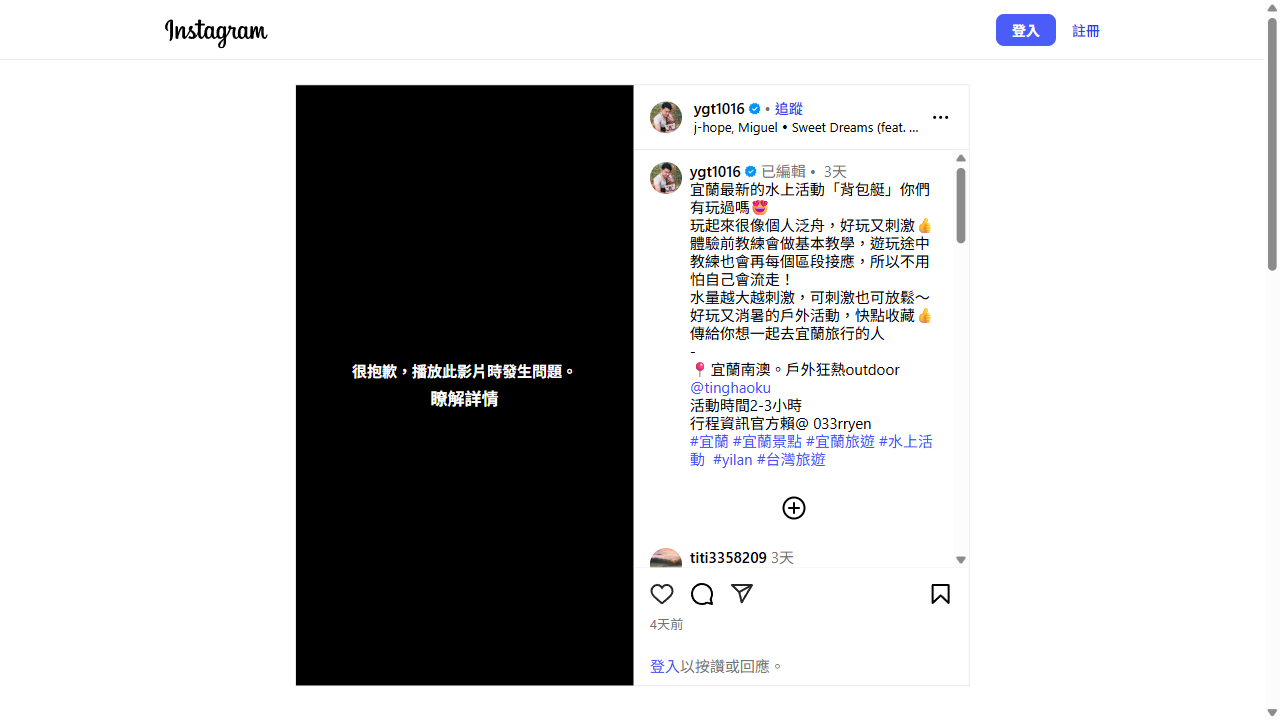 Instagram
登入
註冊
ygt1016 • 追蹤
j-hope, Miguel • Sweet Dreams (feat. ...
ygt1016 已編輯 • 3天
宜蘭最新的水上活動「背包艇」你們
有玩過嗎😍
玩起來很像個人泛舟，好玩又刺激👍
體驗前教練會做基本教學，遊玩途中
教練也會再每個區段接應，所以不用
怕自己會流走！
水量越大越刺激，可刺激也可放鬆～
好玩又消暑的戶外活動，快點收藏👍
傳給你想一起去宜蘭旅行的人
-
📍宜蘭南澳。戶外狂熱outdoor
@tinghaoku
活動時間2-3小時
行程資訊官方賴@ 033rryen
#宜蘭 #宜蘭景點 #宜蘭旅遊 #水上活
動 #yilan #台灣旅遊
titi3358209 3天
4天前
登入以按讚或回應。
很抱歉，播放此影片時發生問題。
瞭解詳情